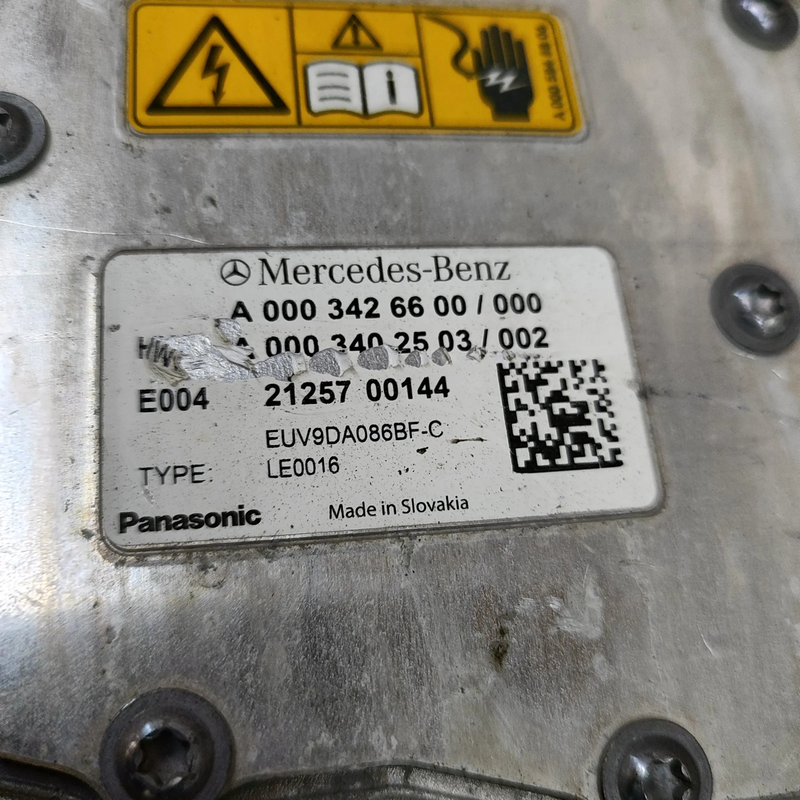 Mercedes-Benz
A 000 342 66 00 / 000
H/W A 000 340 25 03 / 002
E004 21257 00144
EUV9DA086BF-C
TYPE: LE0016
Panasonic Made in Slovakia